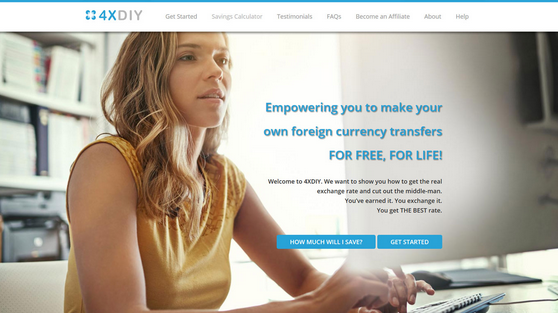 4XDIY
Get Started Savings Calculator Testimonials FAQs Become an Affiliate About Help
Empowering you to make your
own foreign currency transfers
FOR FREE, FOR LIFE!
Welcome to 4XDIY. We want to show you how to get the real
exchange rate and cut out the middle-man.
You've earned it. You exchange it.
You get THE BEST rate.
HOW MUCH WILL I SAVE? GET STARTED